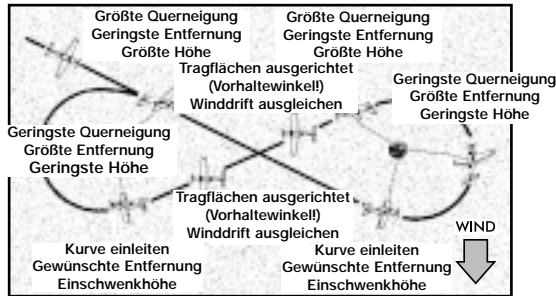 Größte Querneigung
Geringste Entfernung
Größte Höhe
Größte Querneigung
Geringste Entfernung
Größte Höhe
Tragflächen ausgerichtet
(Vorhaltewinkel!)
Winddrift ausgleichen
Geringste Querneigung
Größte Entfernung
Geringste Höhe
Geringste Querneigung
Größte Entfernung
Geringste Höhe
Tragflächen ausgerichtet
(Vorhaltewinkel!)
Winddrift ausgleichen
Kurve einleiten
Gewünschte Entfernung
Einschwenkhöhe
Kurve einleiten
Gewünschte Entfernung
Einschwenkhöhe
WIND